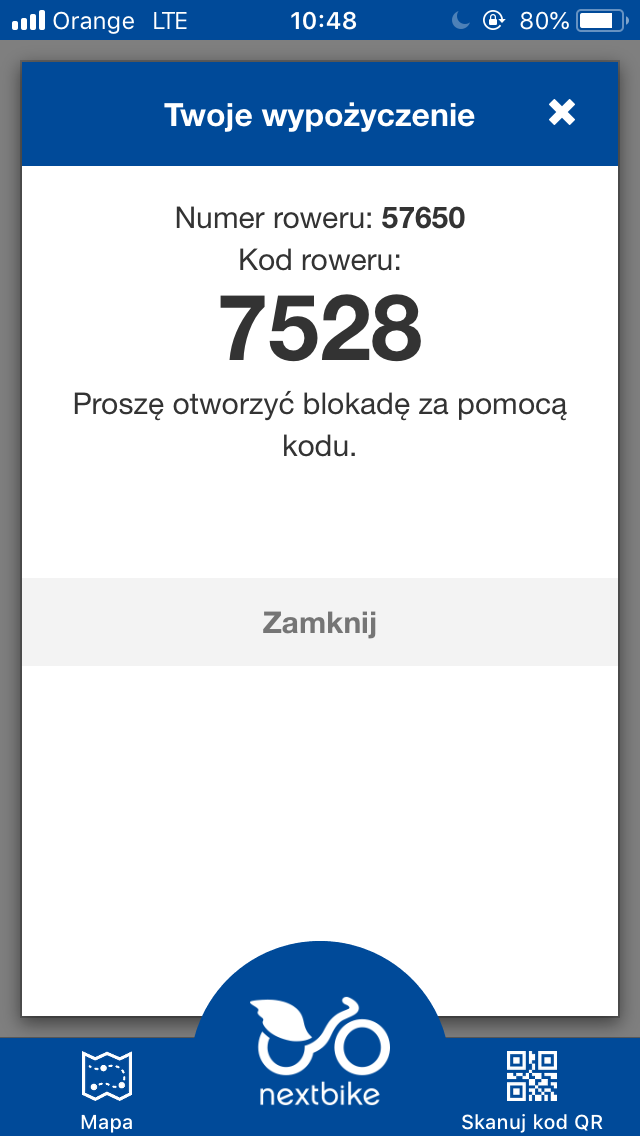 Orange LTE 10:48 80%
Twoje wypożyczenie
Numer roweru: 57650
Kod roweru:
7528
Proszę otworzyć blokadę za pomocą
kodu.
Zamknij
nextbike
Mapa
Skanuj kod QR